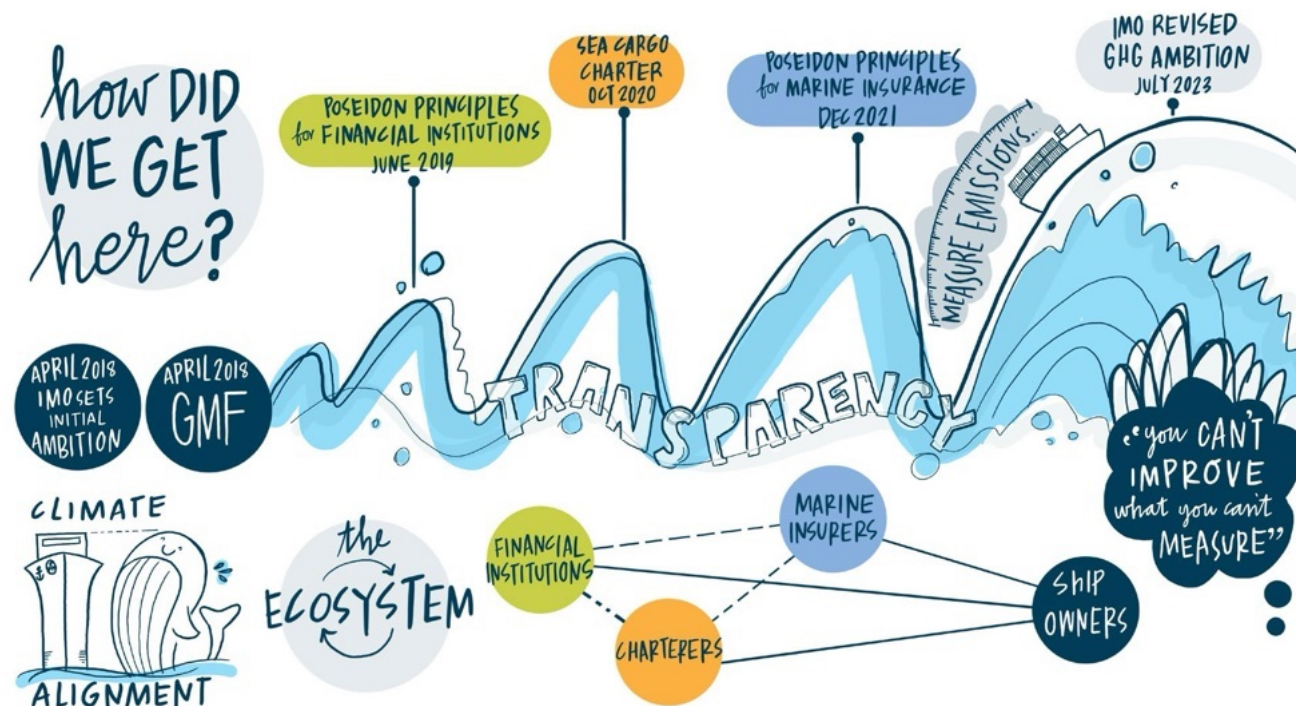 how DID
WE GET
here?
POSEIDON PRINCIPLES
for FINANCIAL INSTITUTIONS
JUNE 2019
SEA CARGO
CHARTER
OCT 2020
POSEIDON PRINCIPLES
for MARINE INSURANCE
DEC 2021
IMO REVISED
GHG AMBITION
JULY 2023
MEASURE EMISSIONS...
APRIL 2018
IMO SETS
INITIAL
AMBITION
APRIL 2018
GMF
TRANSPARENCY
"you CAN'T
IMPROVE
what you can't
MEASURE"
CLIMATE
ALIGNMENT
the
ECOSYSTEM
FINANCIAL
INSTITUTIONS
MARINE
INSURERS
CHARTERERS
SHIP
OWNERS